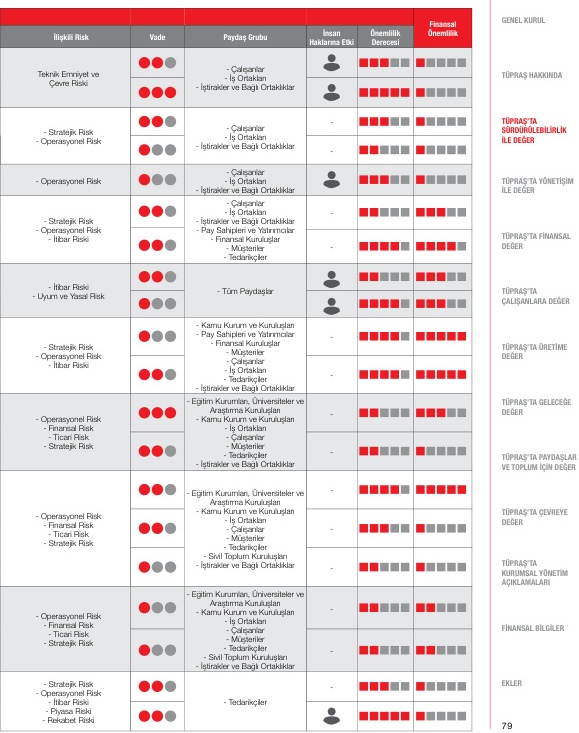 İlişkili Risk
Vade
Paydaş Grubu
İnsan
Haklarına Etki
Önemlilik
Derecesi
Finansal
Önemlilik
Teknik Emniyet ve
Çevre Riski
- Çalışanlar
- İş Ortakları
- İştirakler ve Bağlı Ortaklıklar
- Stratejik Risk
- Operasyonel Risk
- Çalışanlar
- İş Ortakları
- İştirakler ve Bağlı Ortaklıklar
-
-
- Operasyonel Risk
- Çalışanlar
- İş Ortakları
- İştirakler ve Bağlı Ortaklıklar
- Stratejik Risk
- Operasyonel Risk
- İtibar Riski
- Çalışanlar
- İş Ortakları
- İştirakler ve Bağlı Ortaklıklar
- Pay Sahipleri ve Yatırımcılar
- Finansal Kuruluşlar
- Müşteriler
- Tedarikçiler
-
-
- İtibar Riski
- Uyum ve Yasal Risk
- Tüm Paydaşlar
- Stratejik Risk
- Operasyonel Risk
- İtibar Riski
- Kamu Kurum ve Kuruluşları
- Pay Sahipleri ve Yatırımcılar
- Finansal Kuruluşlar
- Müşteriler
- Çalışanlar
- İş Ortakları
- Tedarikçiler
- İştirakler ve Bağlı Ortaklıklar
-
-
- Operasyonel Risk
- Finansal Risk
- Ticari Risk
- Stratejik Risk
- Eğitim Kurumları, Üniversiteler ve
Araştırma Kuruluşları
- Kamu Kurum ve Kuruluşları
- İş Ortakları
- Çalışanlar
- Müşteriler
- Tedarikçiler
- İştirakler ve Bağlı Ortaklıklar
-
-
- Operasyonel Risk
- Finansal Risk
- Ticari Risk
- Stratejik Risk
- Eğitim Kurumları, Üniversiteler ve
Araştırma Kuruluşları
- Kamu Kurum ve Kuruluşları
- İş Ortakları
- Çalışanlar
- Müşteriler
- Tedarikçiler
- Sivil Toplum Kuruluşları
- İştirakler ve Bağlı Ortaklıklar
-
-
-
- Operasyonel Risk
- Finansal Risk
- Ticari Risk
- Stratejik Risk
- Eğitim Kurumları, Üniversiteler ve
Araştırma Kuruluşları
- Kamu Kurum ve Kuruluşları
- İş Ortakları
- Çalışanlar
- Müşteriler
- Tedarikçiler
- Sivil Toplum Kuruluşları
- İştirakler ve Bağlı Ortaklıklar
-
-
- Stratejik Risk
- Operasyonel Risk
- İtibar Riski
- Piyasa Riski
- Rekabet Riski
- Tedarikçiler
-
GENEL KURUL
TÜPRAŞ HAKKINDA
TÜPRAŞ'TA
SÜRDÜRÜLEBİLİRLİK
İLE DEĞER
TÜPRAŞ'TA YÖNETİŞİM
İLE DEĞER
TÜPRAŞ'TA FİNANSAL
DEĞER
TÜPRAŞ'TA
ÇALIŞANLARA DEĞER
TÜPRAŞ'TA ÜRETİME
DEĞER
TÜPRAŞ'TA GELECEĞE
DEĞER
TÜPRAŞ'TA PAYDAŞLAR
VE TOPLUM İÇİN DEĞER
TÜPRAŞ'TA ÇEVREYE
DEĞER
TÜPRAŞ'TA
KURUMSAL YÖNETİM
AÇIKLAMALARI
FİNANSAL BİLGİLER
EKLER
79